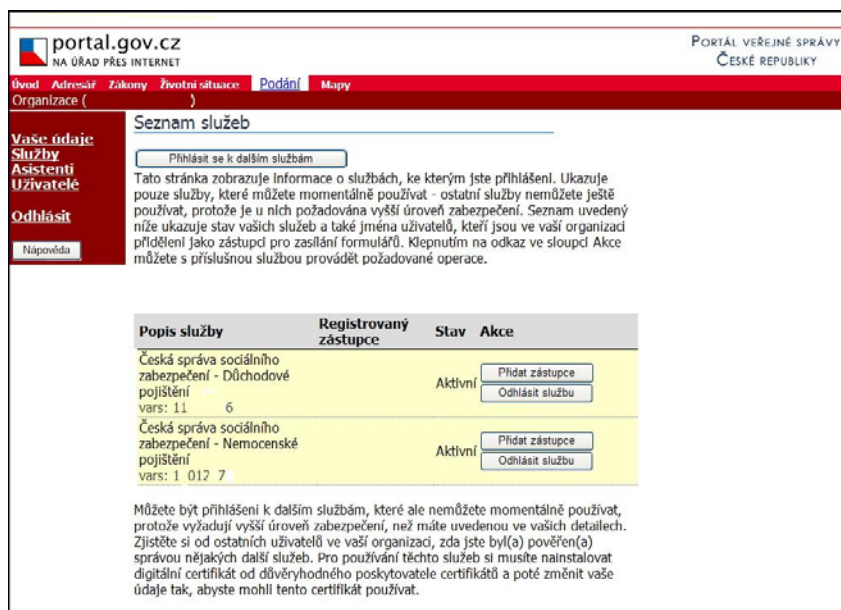 portal.gov.cz
NA ÚŘAD PŘES INTERNET
PORTÁL VEŘEJNÉ SPRÁVY
ČESKÉ REPUBLIKY
Úvod Adresář Zákony Životní situace Podání Mapy
Organizace ( )
Vaše údaje
Služby
Asistenti
Uživatelé
Odhlásit
Nápověda
Seznam služeb
Přihlásit se k dalším službám
Tato stránka zobrazuje informace o službách, ke kterým jste přihlášeni. Ukazuje
pouze služby, které můžete momentálně používat - ostatní služby nemůžete ještě
používat, protože je u nich požadována vyšší úroveň zabezpečení. Seznam uvedený
níže ukazuje stav vašich služeb a také jména uživatelů, kteří jsou ve vaší organizaci
přiděleni jako zástupci pro zasílání formulářů. Klepnutím na odkaz ve sloupci Akce
můžete s příslušnou službou provádět požadované operace.
Popis služby Registrovaný zástupce Stav Akce
Česká správa sociálního
zabezpečení - Důchodové
pojištění
vars: 11 6
Aktivní
Přidat zástupce
Odhlásit službu
Česká správa sociálního
zabezpečení - Nemocenské
pojištění
vars: 1 012 7
Aktivní
Přidat zástupce
Odhlásit službu
Můžete být přihlášeni k dalším službám, které ale nemůžete momentálně používat,
protože vyžadují vyšší úroveň zabezpečení, než máte uvedenou ve vašich detailech.
Zjistěte si od ostatních uživatelů ve vaší organizaci, zda jste byl(a) pověřen(a)
správou nějakých další služeb. Pro používání těchto služeb si musíte nainstalovat
digitální certifikát od důvěryhodného poskytovatele certifikátů a poté změnit vaše
údaje tak, abyste mohli tento certifikát používat.